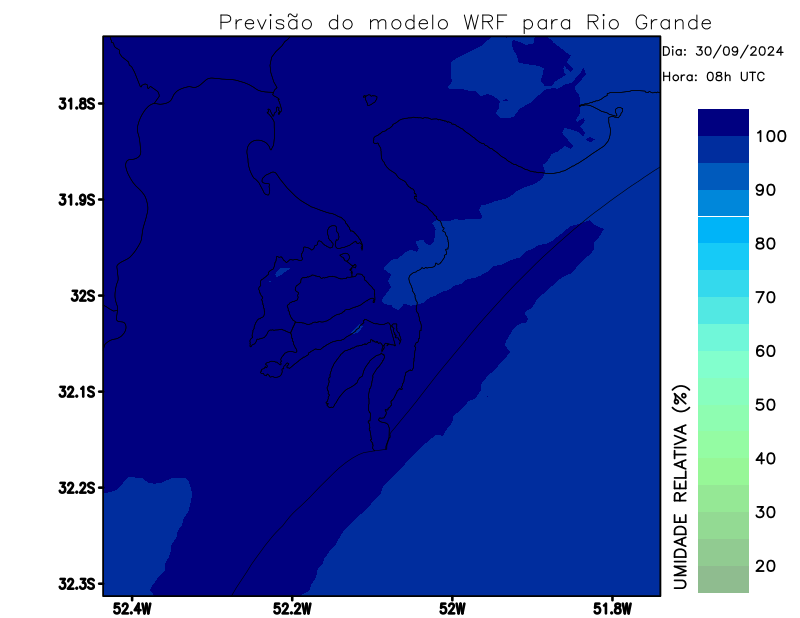 Previsão do modelo WRF para Rio Grande
Dia: 30/09/2024
Hora: 08h UTC
31.8S
31.9S
32S
32.1S
32.2S
32.3S
52.4W
52.2W
52W
51.8W
100
90
80
70
60
50
40
30
20
UMIDADE RELATIVA (%)